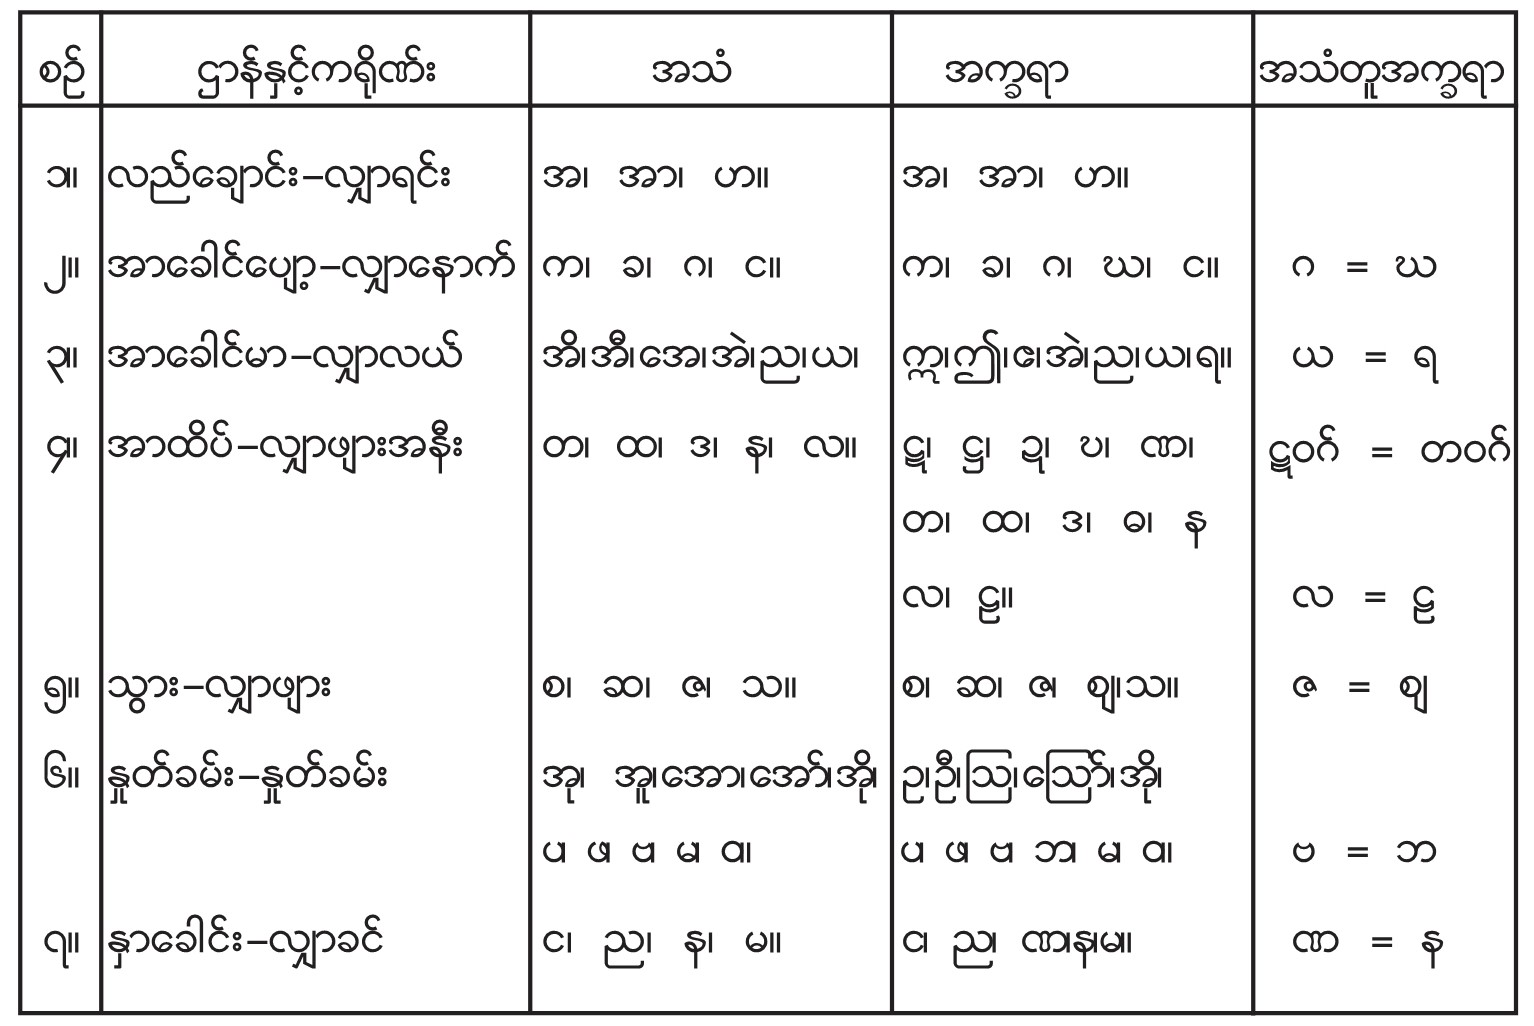 စဉ် ဌာန်နှင့်ကရိုဏ်း အသံ အက္ခရာ အသံတူအက္ခရာ
၁။ လည်ချောင်း–လျှာရင်း အ၊ အာ၊ ဟ။ အ၊ အာ၊ ဟ။
၂။ အာခေါင်ပျော့–လျှာနောက် က၊ ခ၊ ဂ၊ င။ က၊ ခ၊ ဂ၊ ဃ၊ င။ ဂ = ဃ
၃။ အာခေါင်မာ–လျှာလယ် အိ၊အီ၊အေ၊အဲ၊ည၊ယ၊ ဣ၊ဤ၊ဧ၊အဲ၊ည၊ယ၊ရ။ ယ = ရ
၄။ အာထိပ်–လျှာဖျားအနီး တ၊ ထ၊ ဒ၊ န၊ လ။ ဋ၊ ဌ၊ ဍ၊ ဎ၊ ဏ၊ ဋဝဂ် = တဝဂ်
တ၊ ထ၊ ဒ၊ ဓ၊ န
လ၊ ဠ။ လ = ဠ
၅။ သွား–လျှာဖျား စ၊ ဆ၊ ဇ၊ သ။ စ၊ ဆ၊ ဇ၊ ဈ၊သ။ ဇ = ဈ
၆။ နှုတ်ခမ်း–နှုတ်ခမ်း အု၊ အူ၊အော၊အော်၊အို၊ ဥ၊ဦ၊ဩ၊ဪ၊အို၊
ပ၊ ဖ၊ ဗ၊ မ၊ ဝ၊ ပ၊ ဖ၊ ဗ၊ ဘ၊ မ၊ ဝ၊ ဗ = ဘ
၇။ နှာခေါင်း–လျှာခင် င၊ ည၊ န၊ မ။ င၊ ည၊ ဏ၊န၊မ။ ဏ = န